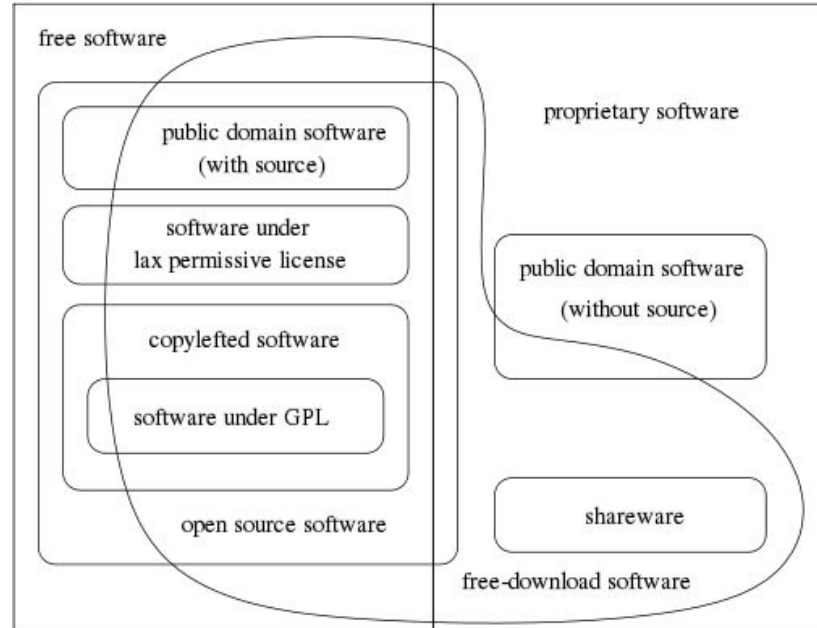 free software
public domain software
(with source)
software under
lax permissive license
copylefted software
software under GPL
open source software
proprietary software
public domain software
(without source)
shareware
free-download software